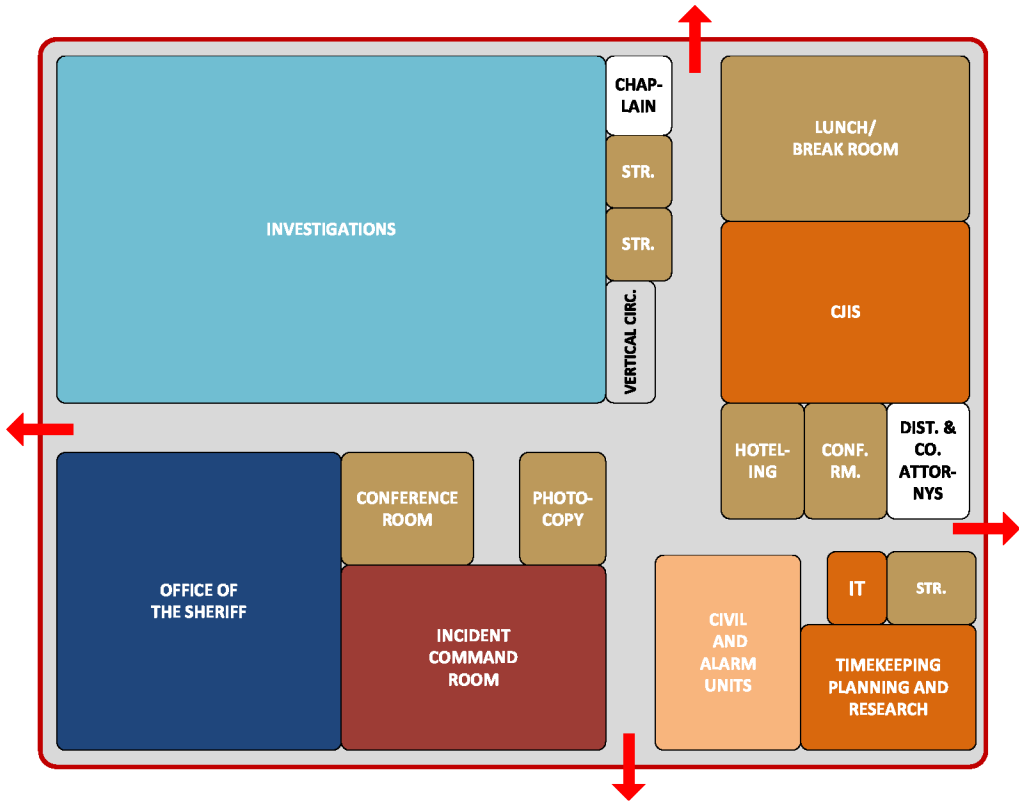 CHAP-
LAIN
STR.
STR.
INVESTIGATIONS
VERTICAL CIRC.
LUNCH/
BREAK ROOM
CJIS
HOTEL-
ING
CONF.
RM.
DIST. &
CO.
ATTOR-
NYS
OFFICE OF
THE SHERIFF
CONFERENCE
ROOM
PHOTO-
COPY
INCIDENT
COMMAND
ROOM
CIVIL
AND
ALARM
UNITS
IT
STR.
TIMEKEEPING
PLANNING AND
RESEARCH